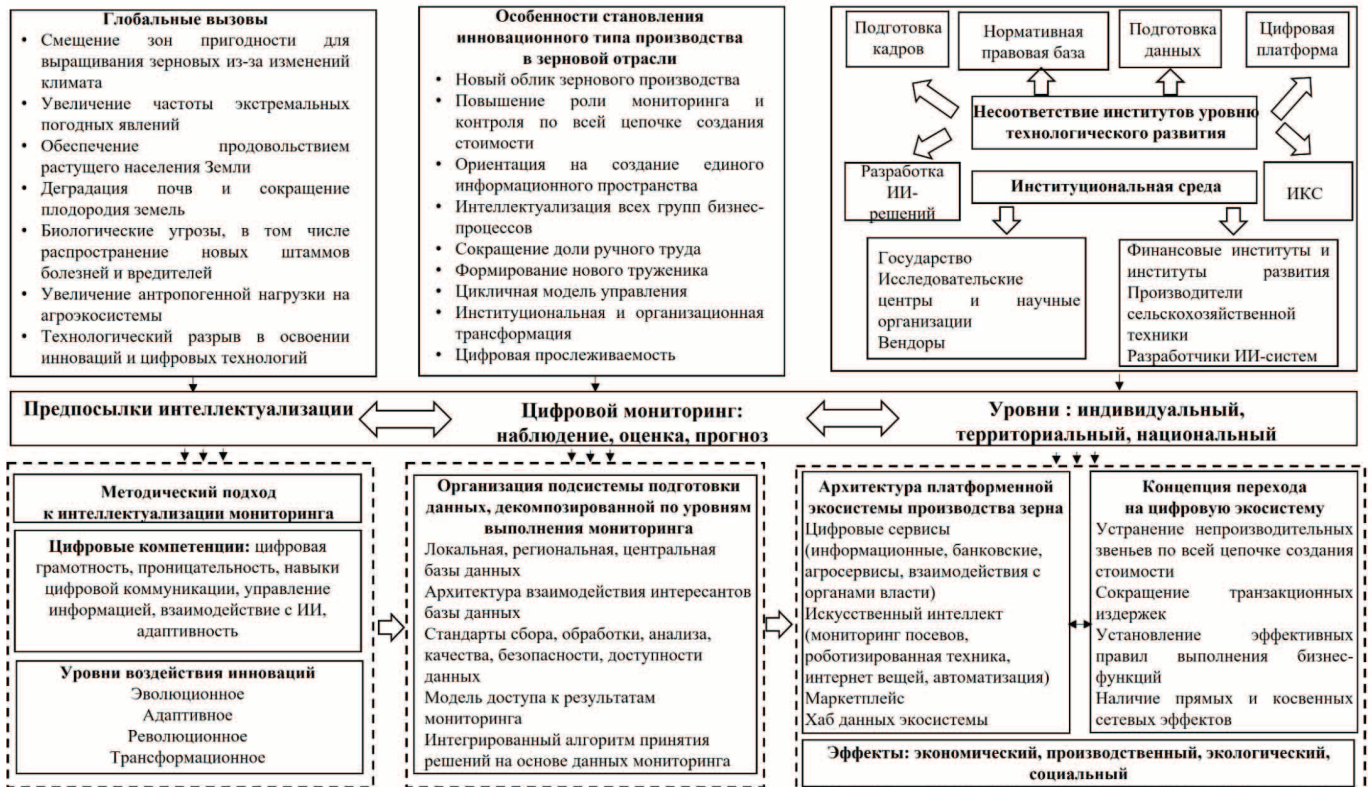 Глобальные вызовы
• Смещение зон пригодности для
выращивания зерновых из-за изменений
климата
• Увеличение частоты экстремальных
погодных явлений
• Обеспечение продовольствием
растущего населения Земли
• Деградация почв и сокращение
плодородия земель
• Биологические угрозы, в том числе
распространение новых штаммов
болезней и вредителей
• Увеличение антропогенной нагрузки на
агроэкосистемы
• Технологический разрыв в освоении
инноваций и цифровых технологий
Особенности становления
инновационного типа производства
в зерновой отрасли
• Новый облик зернового производства
• Повышение роли мониторинга и
контроля по всей цепочке создания
стоимости
• Ориентация на создание единого
информационного пространства
• Интеллектуализация всех групп бизнес-
процессов
• Сокращение доли ручного труда
• Формирование нового труженика
• Цикличная модель управления
• Институциональная и организационная
трансформация
• Цифровая прослеживаемость
Подготовка
кадров
Нормативная
правовая база
Подготовка
данных
Цифровая
платформа
Несоответствие институтов уровню
технологического развития
Разработка
ИИ-
решений
Институциональная среда
ИКС
Государство
Исследовательские
центры и научные
организации
Вендоры
Финансовые институты и
институты развития
Производители
сельскохозяйственной
техники
Разработчики ИИ-систем
Предпосылки интеллектуализации
Цифровой мониторинг:
наблюдение, оценка, прогноз
Уровни : индивидуальный,
территориальный, национальный
Методический подход
к интеллектуализации мониторинга
Цифровые компетенции: цифровая
грамотность, проницательность, навыки
цифровой коммуникации, управление
информацией, взаимодействие с ИИ,
адаптивность
Уровни воздействия инноваций
Эволюционное
Адаптивное
Революционное
Трансформационное
Организация подсистемы подготовки
данных, декомпозированной по уровням
выполнения мониторинга
Локальная, региональная, центральная
базы данных
Архитектура взаимодействия интересантов
базы данных
Стандарты сбора, обработки, анализа,
качества, безопасности, доступности
данных
Модель доступа к результатам
мониторинга
Интегрированный алгоритм принятия
решений на основе данных мониторинга
Архитектура платформенной
экосистемы производства зерна
Цифровые сервисы
(информационные, банковские,
агросервисы, взаимодействия с
органами власти)
Искусственный интеллект
(мониторинг посевов,
роботизированная техника,
интернет вещей, автоматизация)
Маркетплейс
Хаб данных экосистемы
Концепция перехода
на цифровую экосистему
Устранение непроизводительных
звеньев по всей цепочке создания
стоимости
Сокращение транзакционных
издержек
Установление эффективных
правил выполнения бизнес-
функций
Наличие прямых и косвенных
сетевых эффектов
Эффекты: экономический, производственный, экологический,
социальный